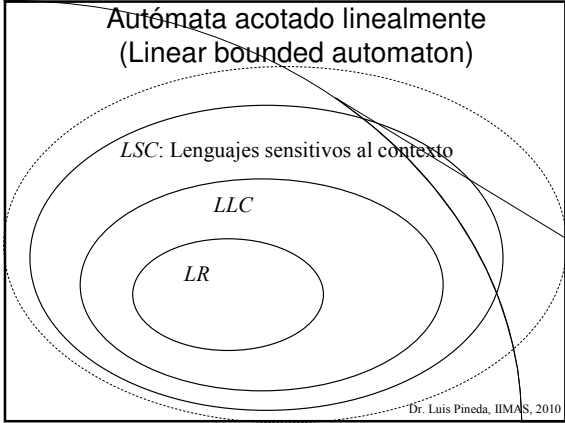 Autómata acotado linealmente
(Linear bounded automaton)
LSC: Lenguajes sensitivos al contexto
LLC
LR
Dr. Luis Pineda, IIMAS, 2010